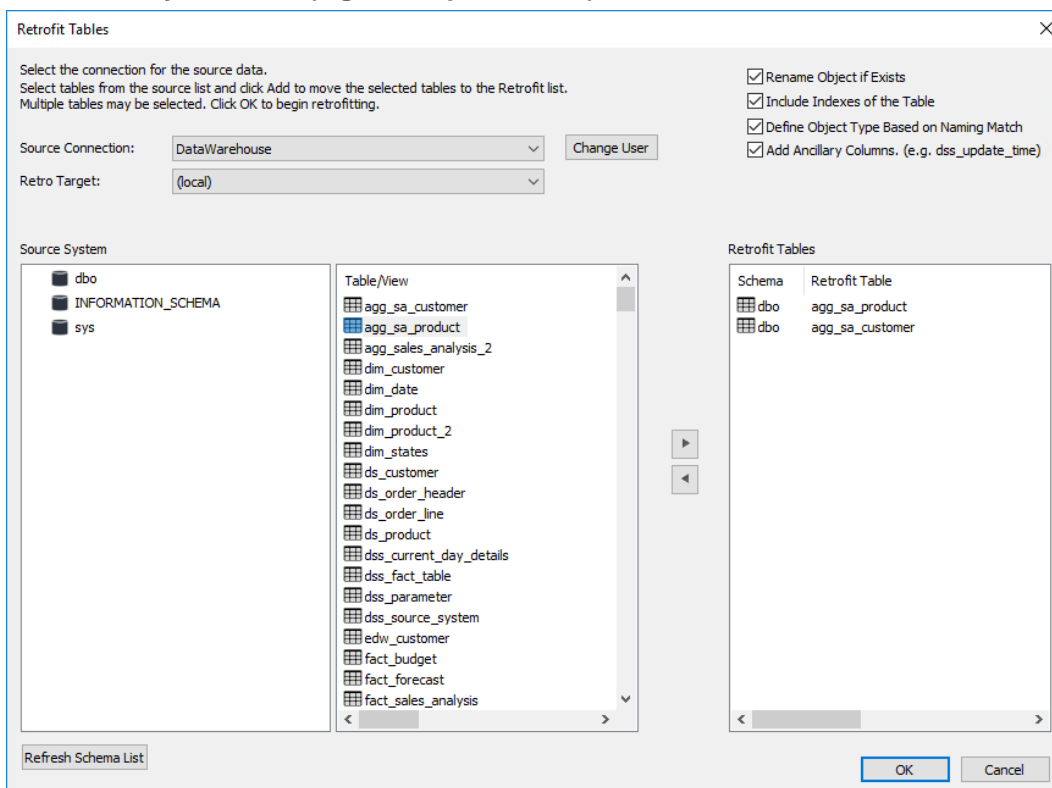 Retrofit Tables
Select the connection for the source data.
Select tables from the source list and click Add to move the selected tables to the Retrofit list.
Multiple tables may be selected. Click OK to begin retrofitting.
Rename Object if Exists
Include Indexes of the Table
Define Object Type Based on Naming Match
Add Ancillary Columns. (e.g. dss_update_time)
Source Connection: DataWarehouse Change User
Retro Target: (local)
Source System
dbo
INFORMATION_SCHEMA
sys
Table/View
agg_sa_customer
agg_sa_product
agg_sales_analysis_2
dim_customer
dim_date
dim_product
dim_product_2
dim_states
ds_customer
ds_order_header
ds_order_line
ds_product
dss_current_day_details
dss_fact_table
dss_parameter
dss_source_system
edw_customer
fact_budget
fact_forecast
fact_sales_analysis
Retrofit Tables
Schema Retrofit Table
dbo agg_sa_product
dbo agg_sa_customer
Refresh Schema List
OK Cancel